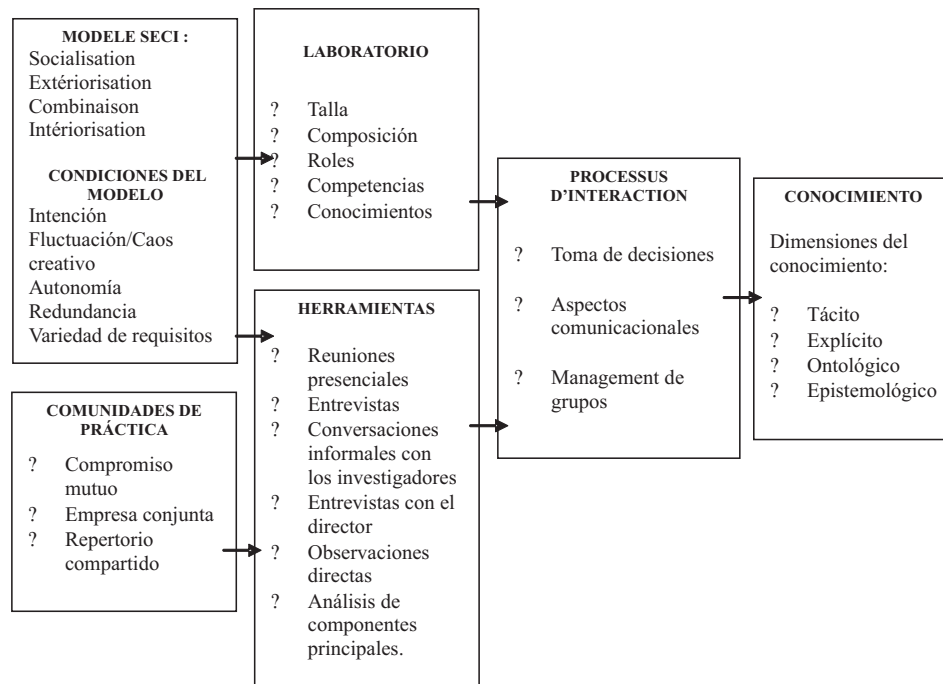 MODELE SECI :
Socialisation
Extériorisation
Combinaison
Intériorisation
CONDICIONES DEL
MODELO
Intención
Fluctuación/Caos
creativo
Autonomía
Redundancia
Variedad de requisitos
COMUNIDADES DE
PRÁCTICA
? Compromiso
mutuo
? Empresa conjunta
? Repertorio
compartido
LABORATORIO
? Talla
? Composición
? Roles
? Competencias
? Conocimientos
HERRAMIENTAS
? Reuniones
presenciales
? Entrevistas
? Conversaciones
informales con
los investigadores
? Entrevistas con el
director
? Observaciones
directas
? Análisis de
componentes
principales.
PROCESSUS
D'INTERACTION
? Toma de decisiones
? Aspectos
comunicacionales
? Management de
grupos
CONOCIMIENTO
Dimensiones del
conocimiento:
? Tácito
? Explícito
? Ontológico
? Epistemológico